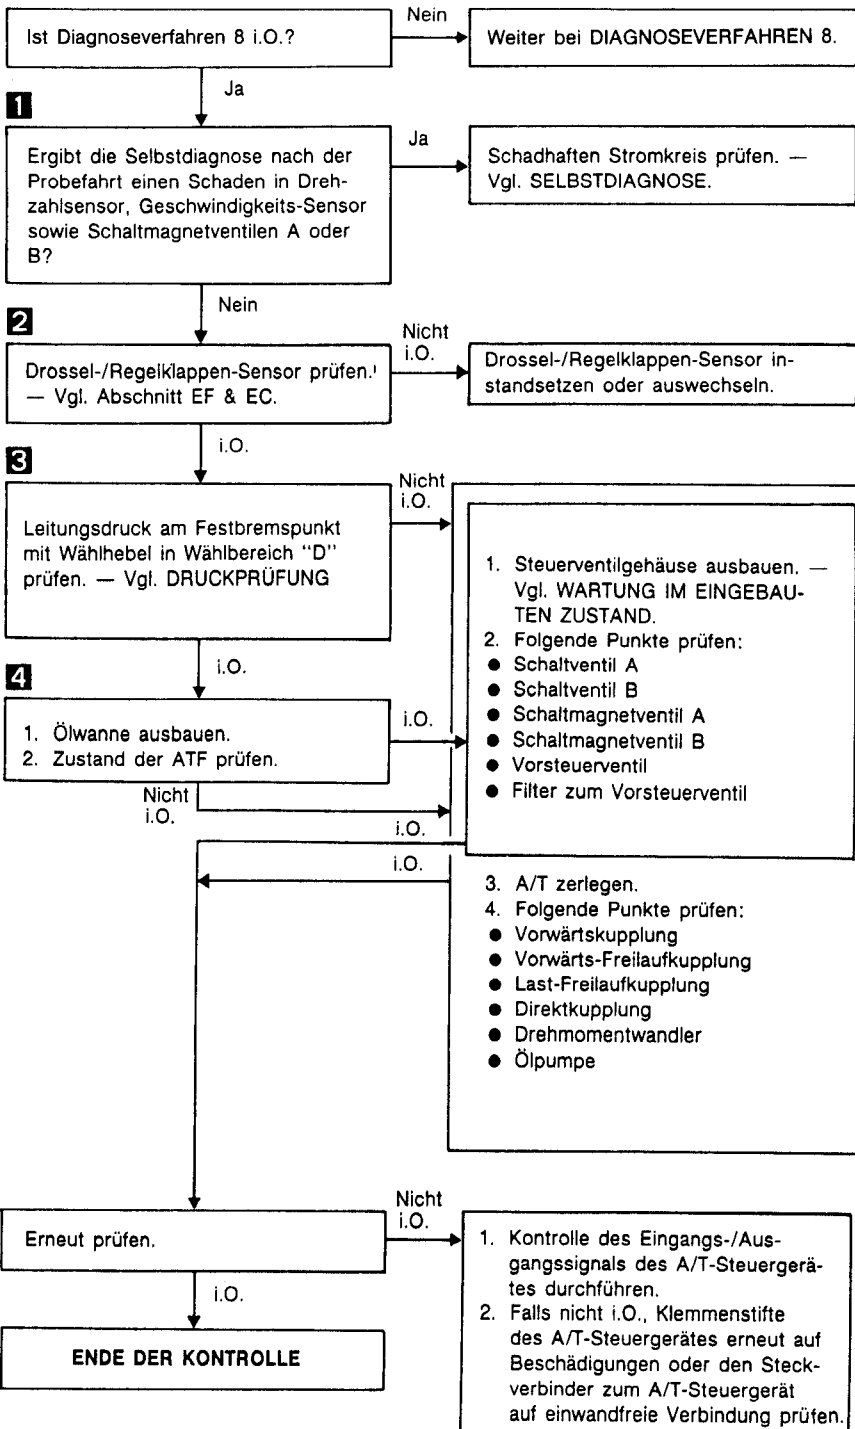 Ist Diagnoseverfahren 8 i.O.?
Nein
Weiter bei DIAGNOSEVERFAHREN 8.
Ja
1
Ergibt die Selbstdiagnose nach der
Probefahrt einen Schaden in Dreh-
zahlsensor, Geschwindigkeits-Sensor
sowie Schaltmagnetventilen A oder
B?
Ja
Schadhaften Stromkreis prüfen. —
Vgl. SELBSTDIAGNOSE.
Nein
2
Drossel-/Regelklappen-Sensor prüfen.
— Vgl. Abschnitt EF & EC.
Nicht
i.O.
Drossel-/Regelklappen-Sensor in-
standsetzen oder auswechseln.
i.O.
3
Leitungsdruck am Festbremspunkt
mit Wählhebel in Wählbereich "D"
prüfen. — Vgl. DRUCKPRÜFUNG
Nicht
i.O.
1. Steuerventilgehäuse ausbauen. —
Vgl. WARTUNG IM EINGEBAU-
TEN ZUSTAND.
2. Folgende Punkte prüfen:
● Schaltventil A
● Schaltventil B
● Schaltmagnetventil A
● Schaltmagnetventil B
● Vorsteuerventil
● Filter zum Vorsteuerventil
i.O.
4
1. Ölwanne ausbauen.
2. Zustand der ATF prüfen.
i.O.
Nicht
i.O.
i.O.
i.O.
3. A/T zerlegen.
4. Folgende Punkte prüfen:
● Vorwärtskupplung
● Vorwärts-Freilaufkupplung
● Last-Freilaufkupplung
● Direktkupplung
● Drehmomentwandler
● Ölpumpe
Erneut prüfen.
Nicht
i.O.
1. Kontrolle des Eingangs-/Aus-
gangssignals des A/T-Steuergerä-
tes durchführen.
2. Falls nicht i.O., Klemmenstifte
des A/T-Steuergerätes erneut auf
Beschädigungen oder den Steck-
verbinder zum A/T-Steuergerät
auf einwandfreie Verbindung prüfen.
i.O.
ENDE DER KONTROLLE